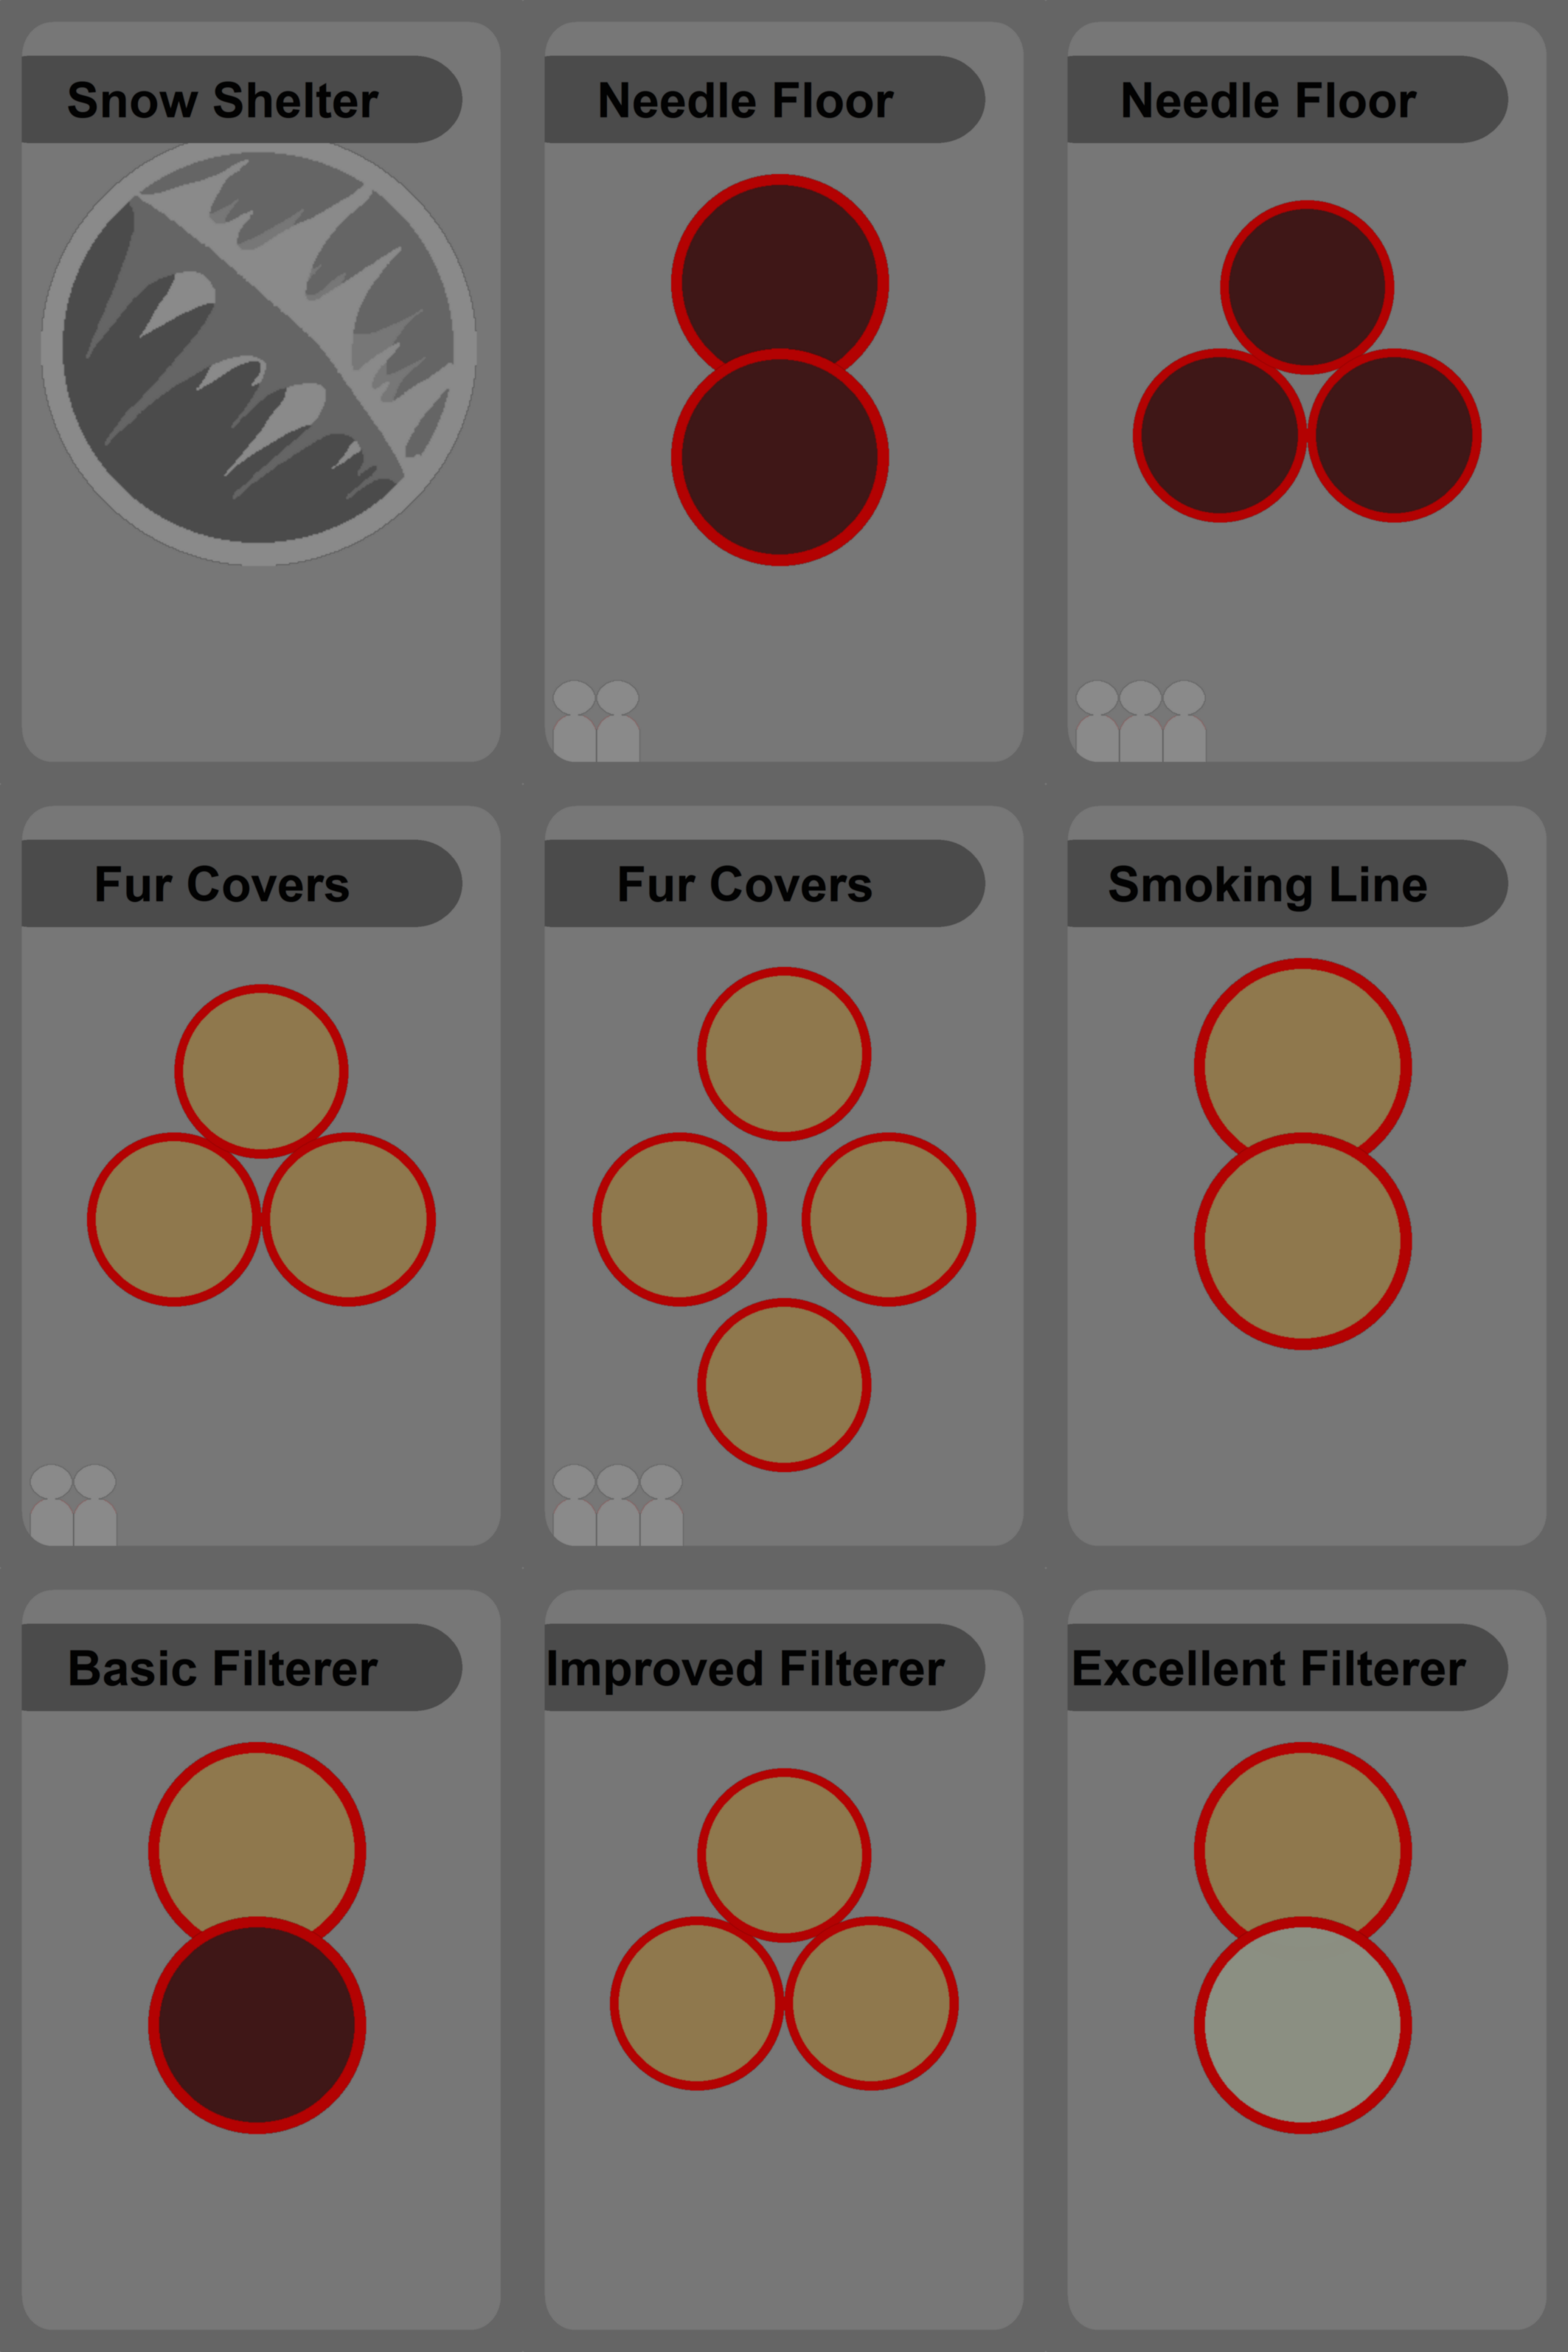 Snow Shelter
Needle Floor
Needle Floor
Fur Covers
Fur Covers
Smoking Line
Basic Filterer
Improved Filterer
Excellent Filterer